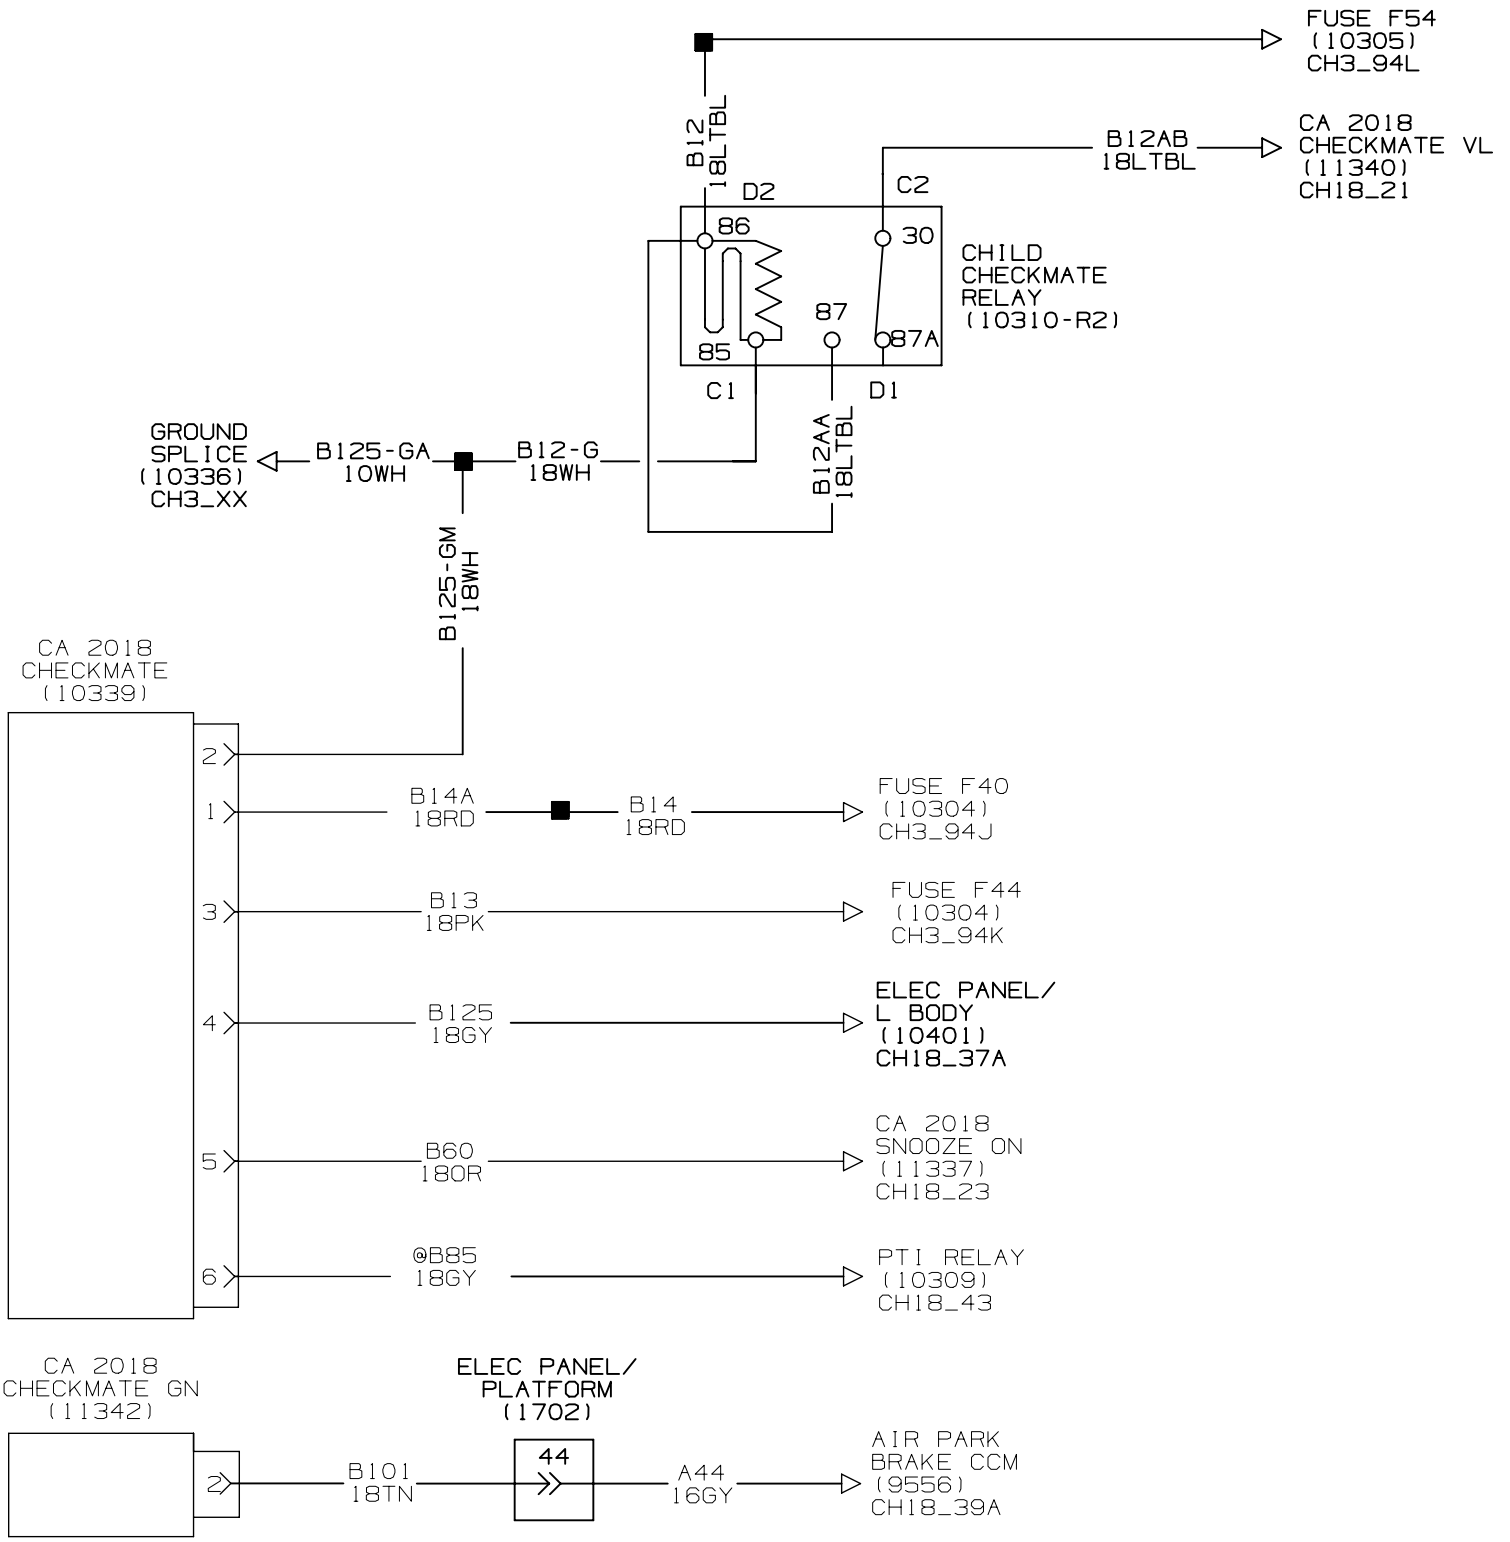 FUSE F54
(10305)
CH3_94L
B12
18LTBL
B12AB
18LTBL
CA 2018
CHECKMATE VL
(11340)
CH18_21
D2
C2
86
30
87
85
87A
C1
D1
CHILD
CHECKMATE
RELAY
(10310-R2)
GROUND
SPLICE
(10336)
CH3_XX
B125-GA
10WH
B12-G
18WH
B12AA
18LTBL
B125-GM
18WH
CA 2018
CHECKMATE
(10339)
2
1
B14A
18RD
B14
18RD
FUSE F40
(10304)
CH3_94J
3
B13
18PK
FUSE F44
(10304)
CH3_94K
4
B125
18GY
ELEC PANEL/
L BODY
(10401)
CH18_37A
5
B60
18OR
CA 2018
SNOOZE ON
(11337)
CH18_23
6
@B85
18GY
PTI RELAY
(10309)
CH18_43
CA 2018
CHECKMATE GN
(11342)
2
B101
18TN
ELEC PANEL/
PLATFORM
(1702)
44
A44
16GY
AIR PARK
BRAKE CCM
(9556)
CH18_39A